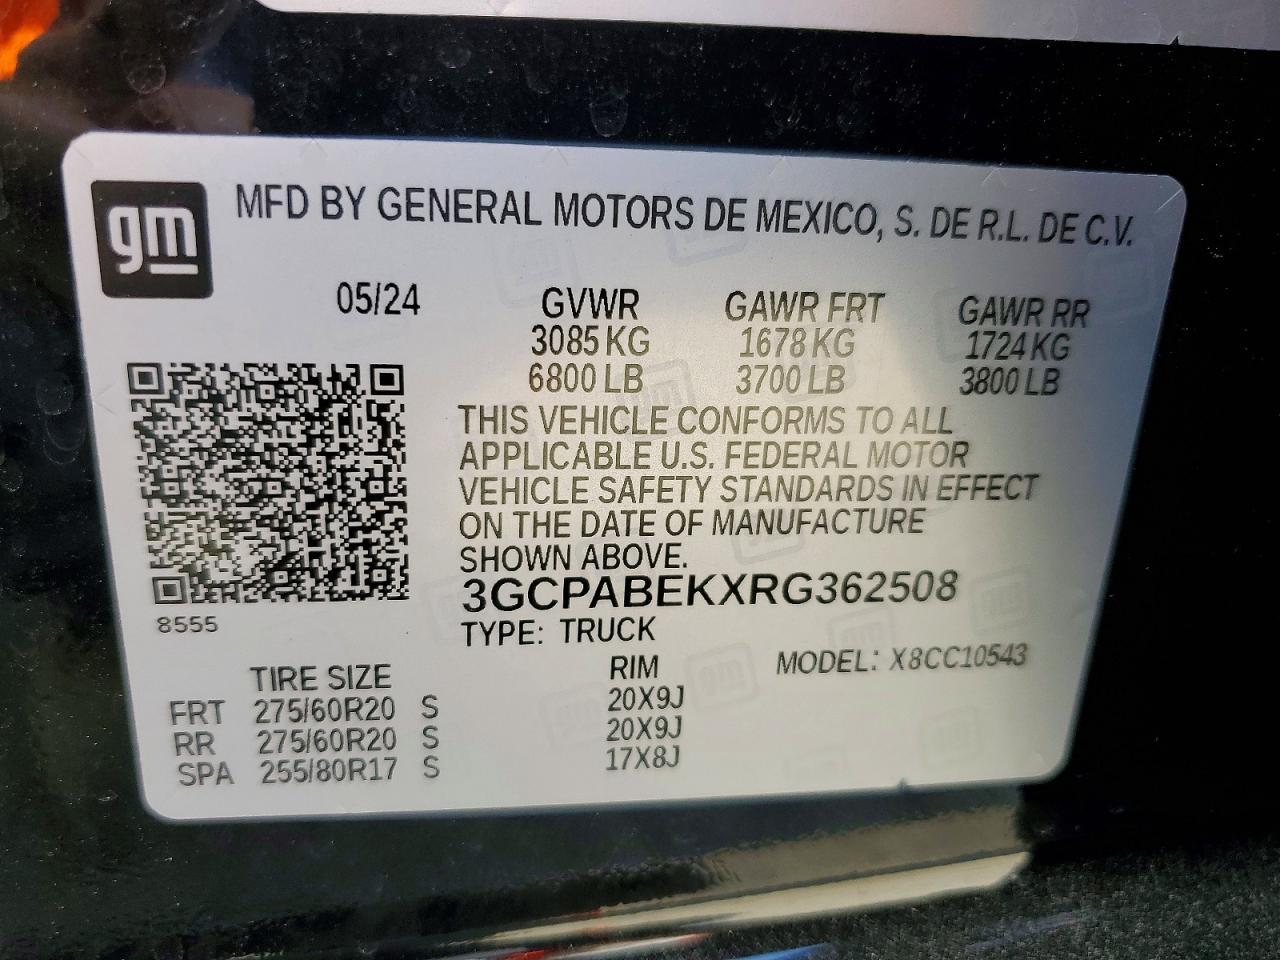 gm
MFD BY GENERAL MOTORS DE MEXICO, S. DE R.L. DE C.V.
05/24 GVWR GAWR FRT GAWR RR
3085 KG 1678 KG 1724 KG
6800 LB 3700 LB 3800 LB
THIS VEHICLE CONFORMS TO ALL
APPLICABLE U.S. FEDERAL MOTOR
VEHICLE SAFETY STANDARDS IN EFFECT
ON THE DATE OF MANUFACTURE
SHOWN ABOVE.
3GCPABEKXRG362508
8555
TYPE: TRUCK
TIRE SIZE RIM MODEL: X8CC10543
FRT 275/60R20 S 20X9J
RR 275/60R20 S 20X9J
SPA 255/80R17 S 17X8J